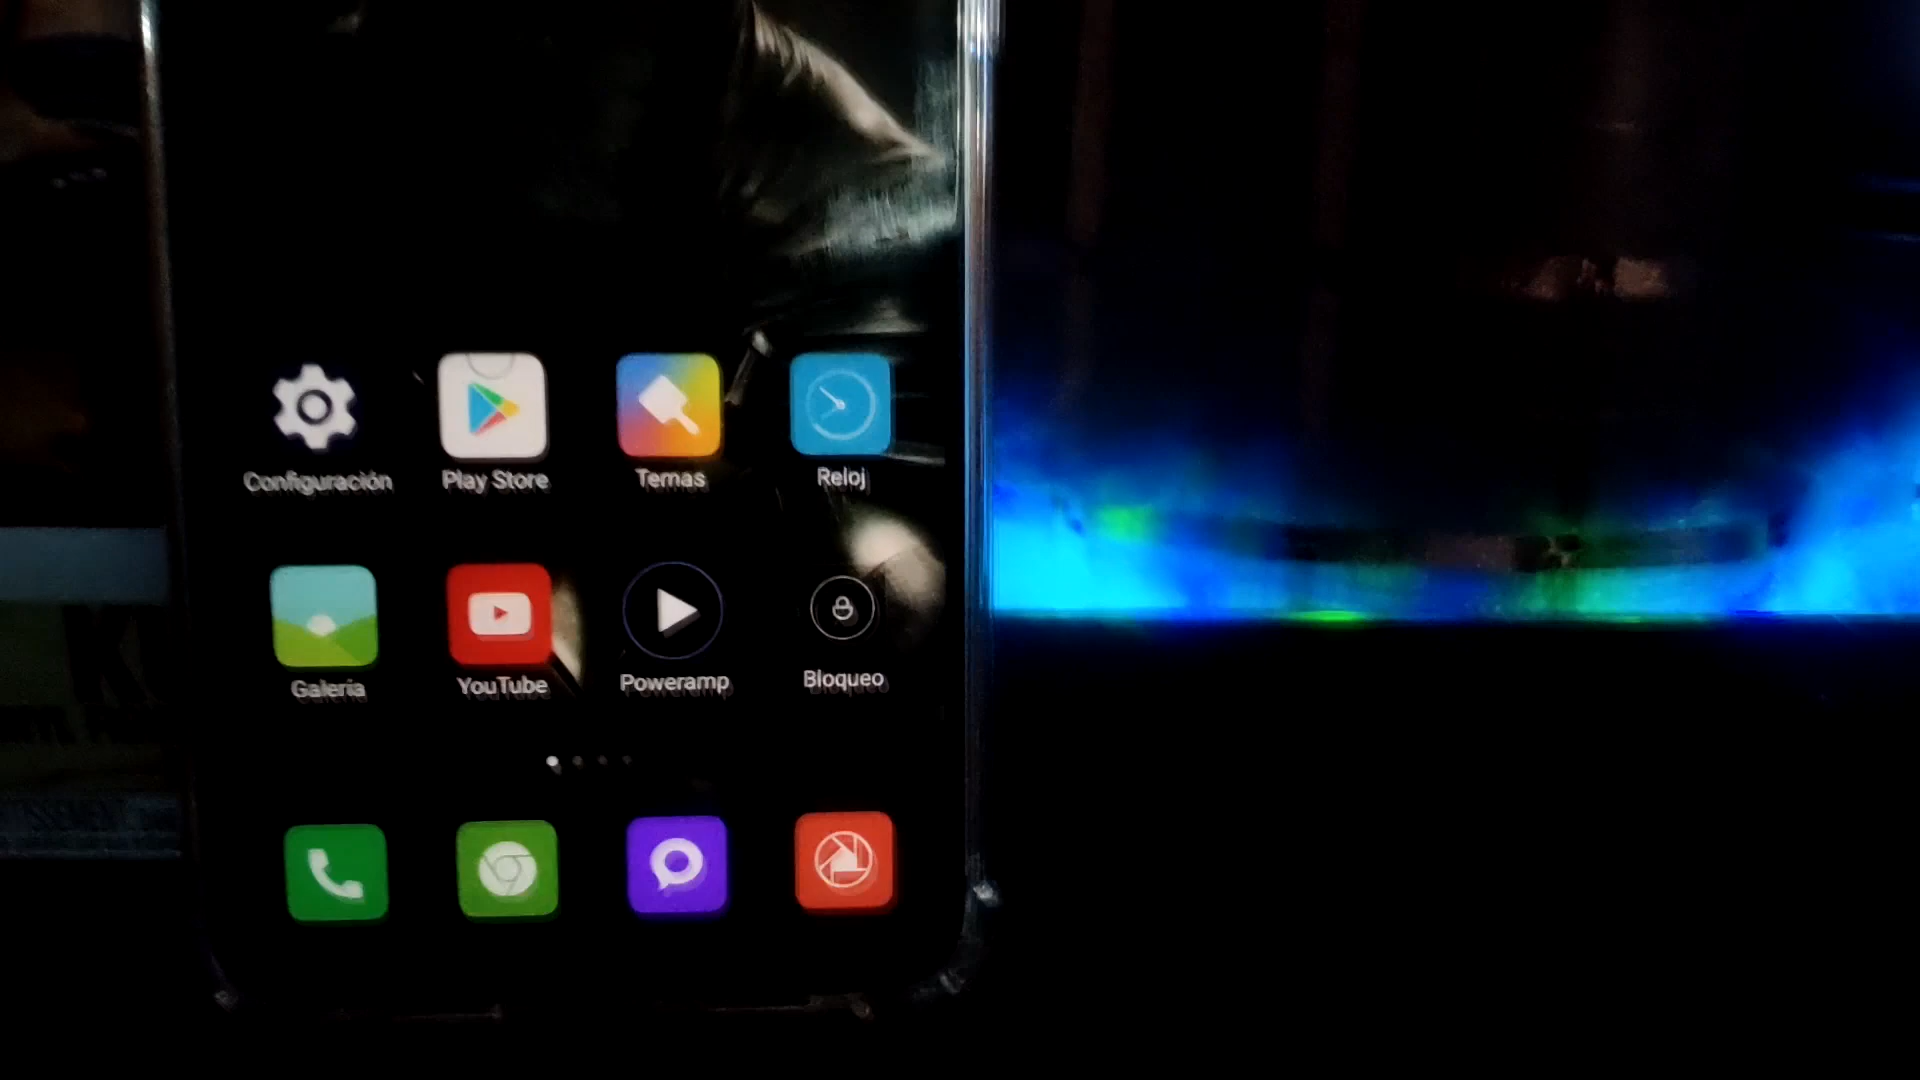 Configuración
Play Store
Temas
Reloj
Galería
YouTube
Poweramp
Bloqueo